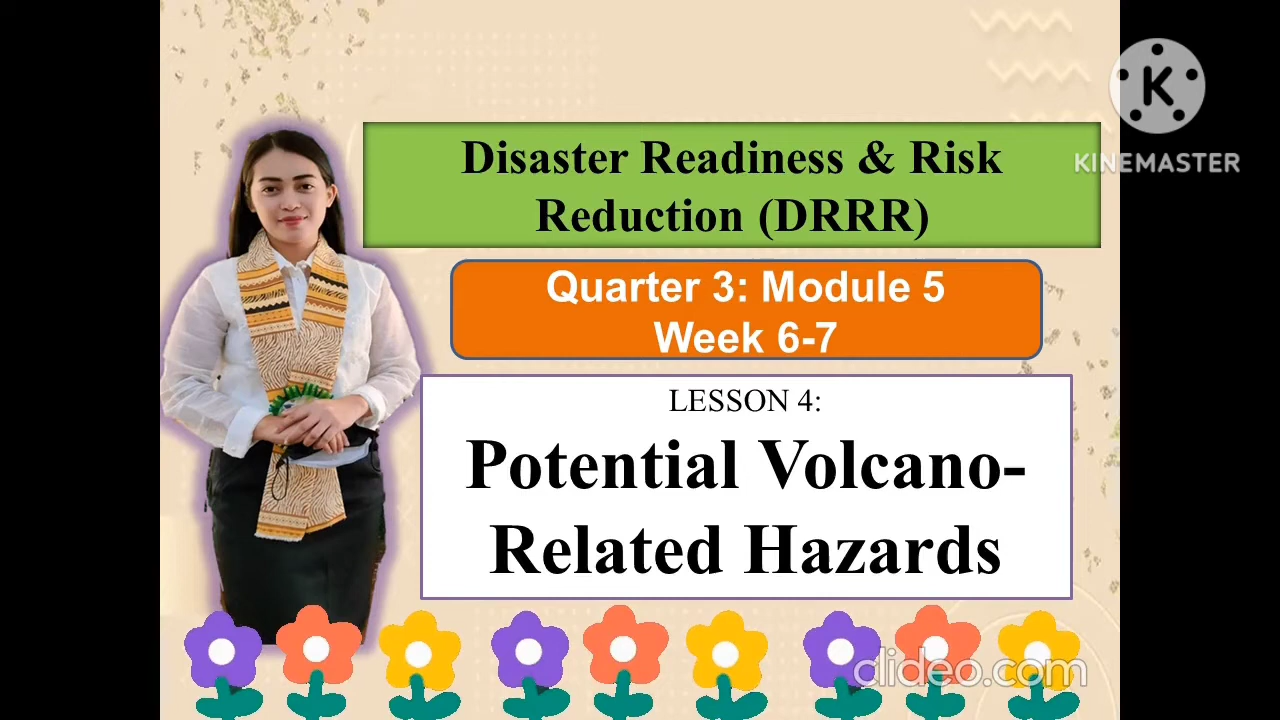 Disaster Readiness & Risk
Reduction (DRRR)
K
KINEMASTER
Quarter 3: Module 5
Week 6-7
LESSON 4:
Potential Volcano-
Related Hazards
clideo.com